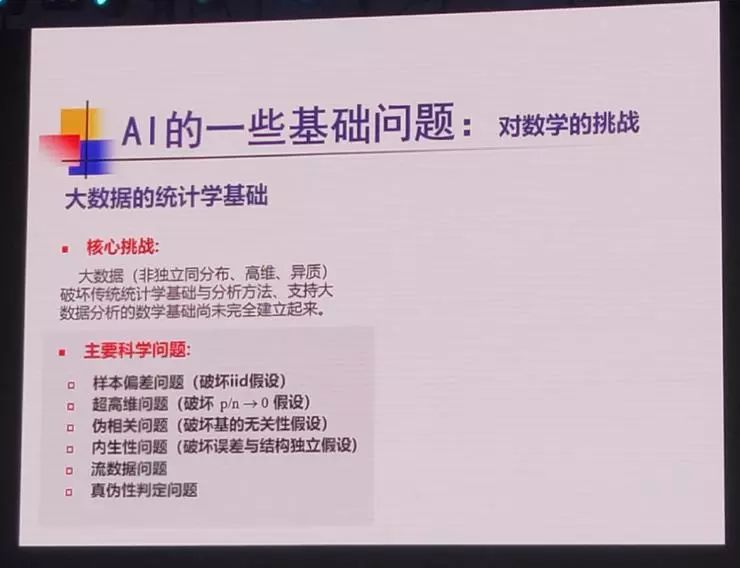 AI的一些基础问题：对数学的挑战
大数据的统计学基础
核心挑战:
大数据（非独立同分布、高维、异质）
破坏传统统计学基础与分析方法、支持大
数据分析的数学基础尚未完全建立起来。
主要科学问题:
样本偏差问题（破坏iid假设）
超高维问题（破坏 p/n → 0 假设）
伪相关问题（破坏基的无关性假设）
内生性问题（破坏误差与结构独立假设）
流数据问题
真伪性判定问题